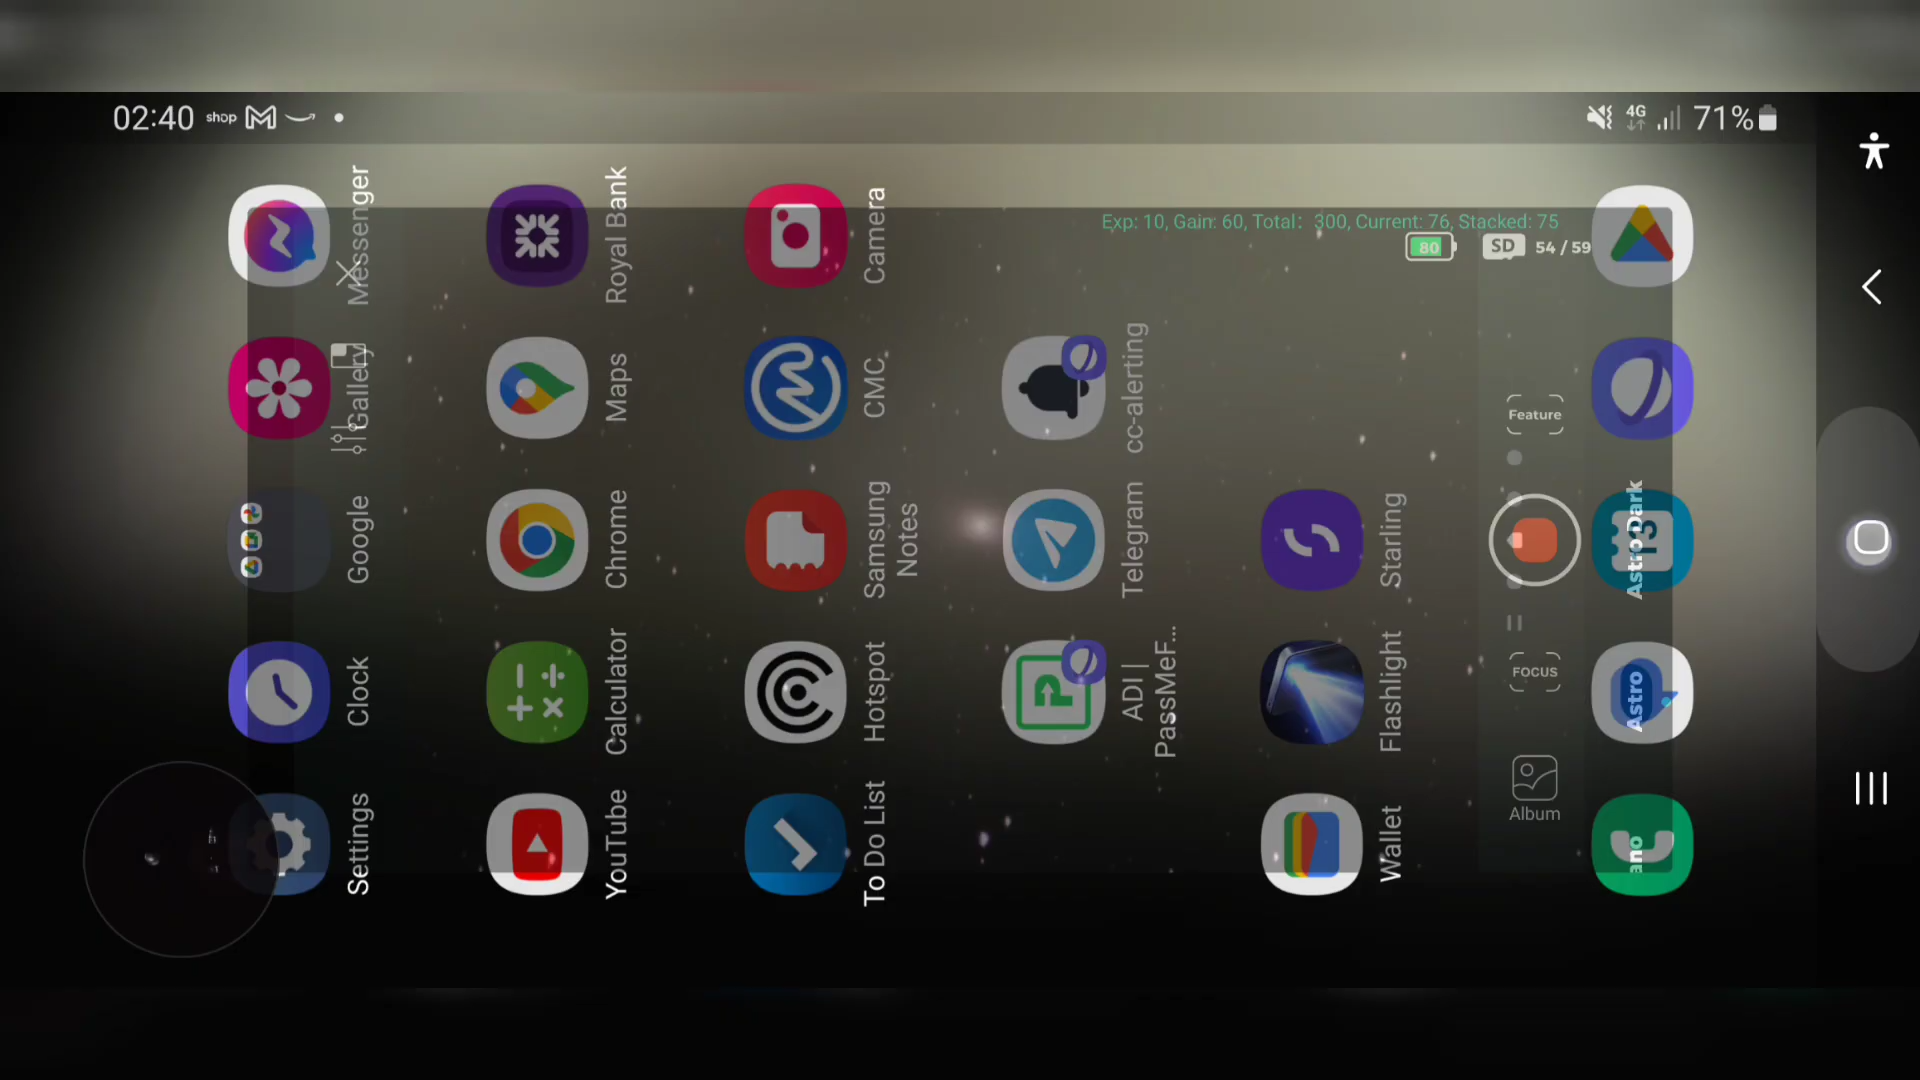 02:40
shop
4G
71%
Exp: 10, Gain: 60, Total: 300, Current: 76, Stacked: 75
80
SD
54 / 59
Messenger
Royal Bank
Camera
Gallery
Maps
CMC
cc-alerting
Feature
Google
Chrome
Samsung
Notes
Telegram
Starling
Astro Dark
13
Clock
Calculator
Hotspot
ADI |
PassMeF...
Flashlight
FOCUS
Astro
Settings
YouTube
To Do List
Wallet
Album
ano